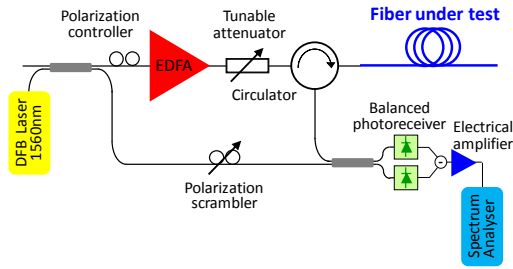 Polarization
controller
Tunable
attenuator
Fiber under test
EDFA
Circulator
DFB Laser
1560nm
Balanced
photoreceiver
Electrical
amplifier
Polarization
scrambler
-
Spectrum
Analyser